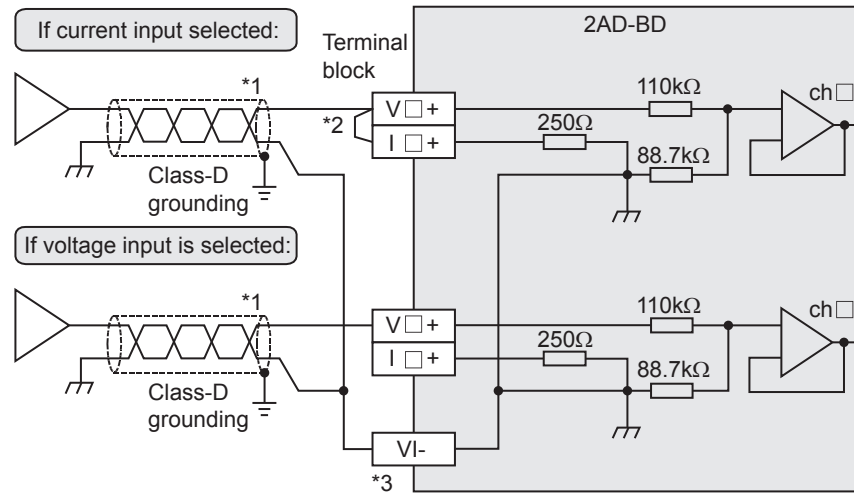 If current input selected:
2AD-BD
Terminal
block
*1
V □ +
110kΩ
ch □
*2
I □ +
250Ω
88.7kΩ
Class-D
grounding
If voltage input is selected:
*1
V □ +
110kΩ
ch □
I □ +
250Ω
88.7kΩ
Class-D
grounding
VI-
*3